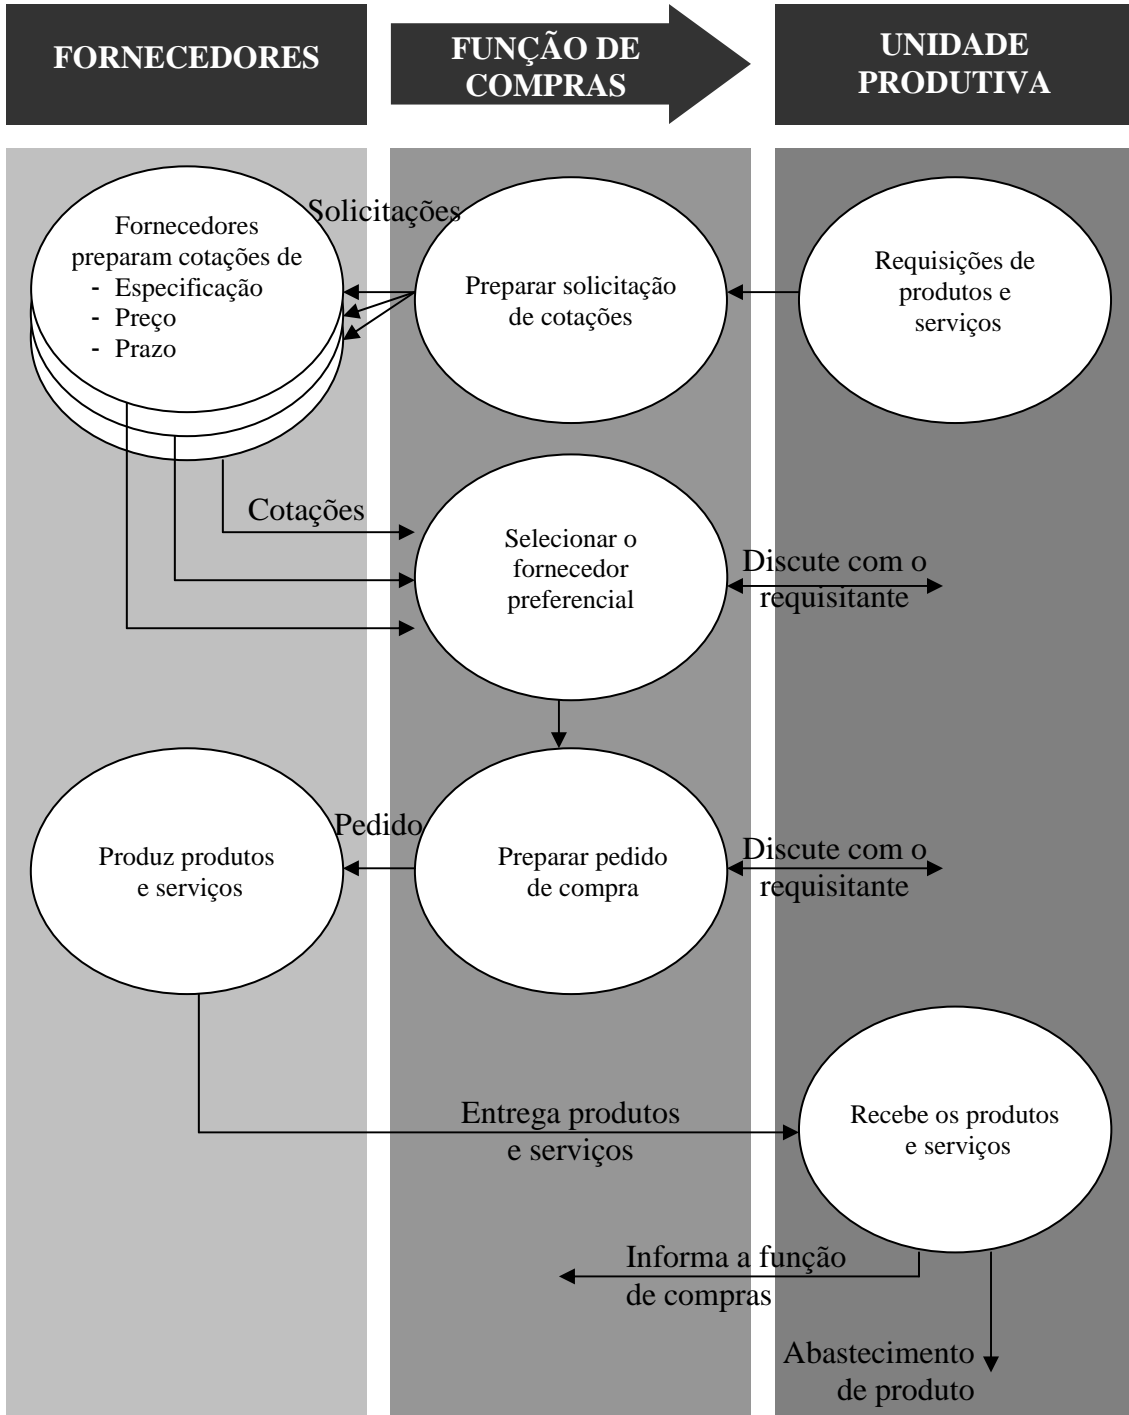 FORNECEDORES
FUNÇÃO DE
COMPRAS
UNIDADE
PRODUTIVA
Solicitações
Fornecedores
preparam cotações de
- Especificação
- Preço
- Prazo
Preparar solicitação
de cotações
Requisições de
produtos e
serviços
Cotações
Selecionar o
fornecedor
preferencial
Discute com o
requisitante
Produz produtos
e serviços
Pedido
Preparar pedido
de compra
Discute com o
requisitante
Entrega produtos
e serviços
Recebe os produtos
e serviços
Informa a função
de compras
Abastecimento
de produto